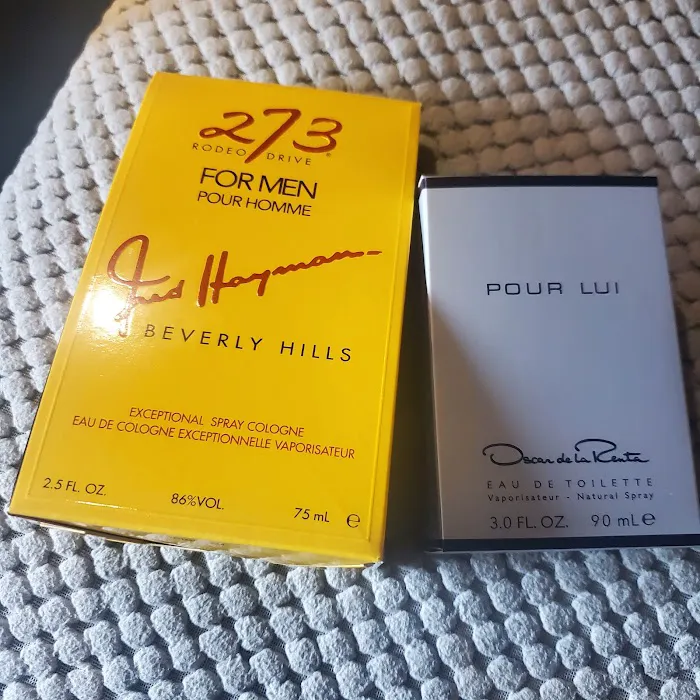 273
RODEO DRIVE ®
FOR MEN
POUR HOMME
Fred Hayman
BEVERLY HILLS
EXCEPTIONAL SPRAY COLOGNE
EAU DE COLOGNE EXCEPTIONNELLE VAPORISATEUR
2.5 FL. OZ. 86%VOL. 75 mL ℮
POUR LUI
Oscar de la Renta
EAU DE TOILETTE
Vaporisateur - Natural Spray
3.0 FL. OZ. 90 mL℮